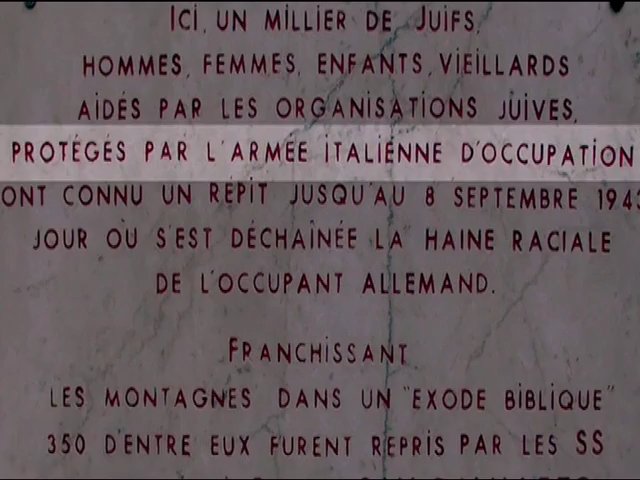 Ici, un millier de Juifs,
hommes, femmes, enfants, vieillards
aidés par les organisations juives,
protégés par l'armée italienne d'occupation
ont connu un répit jusqu'au 8 septembre 194
jour où s'est déchaînée la haine raciale
de l'occupant allemand.
Franchissant
les montagnes dans un "exode biblique"
350 d'entre eux furent repris par les SS